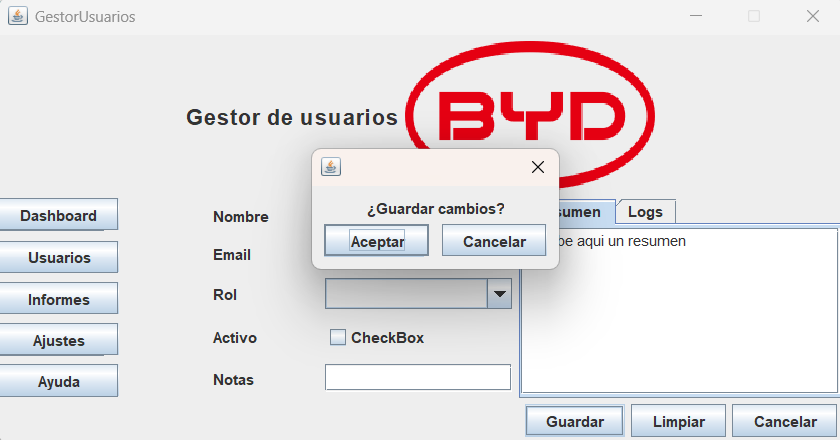 GestorUsuarios
Gestor de usuarios
BYD
¿Guardar cambios?
Aceptar
Cancelar
Dashboard
Usuarios
Informes
Ajustes
Ayuda
Nombre
Email
Rol
Activo
CheckBox
Notas
sumen
Logs
be aqui un resumen
Guardar
Limpiar
Cancelar